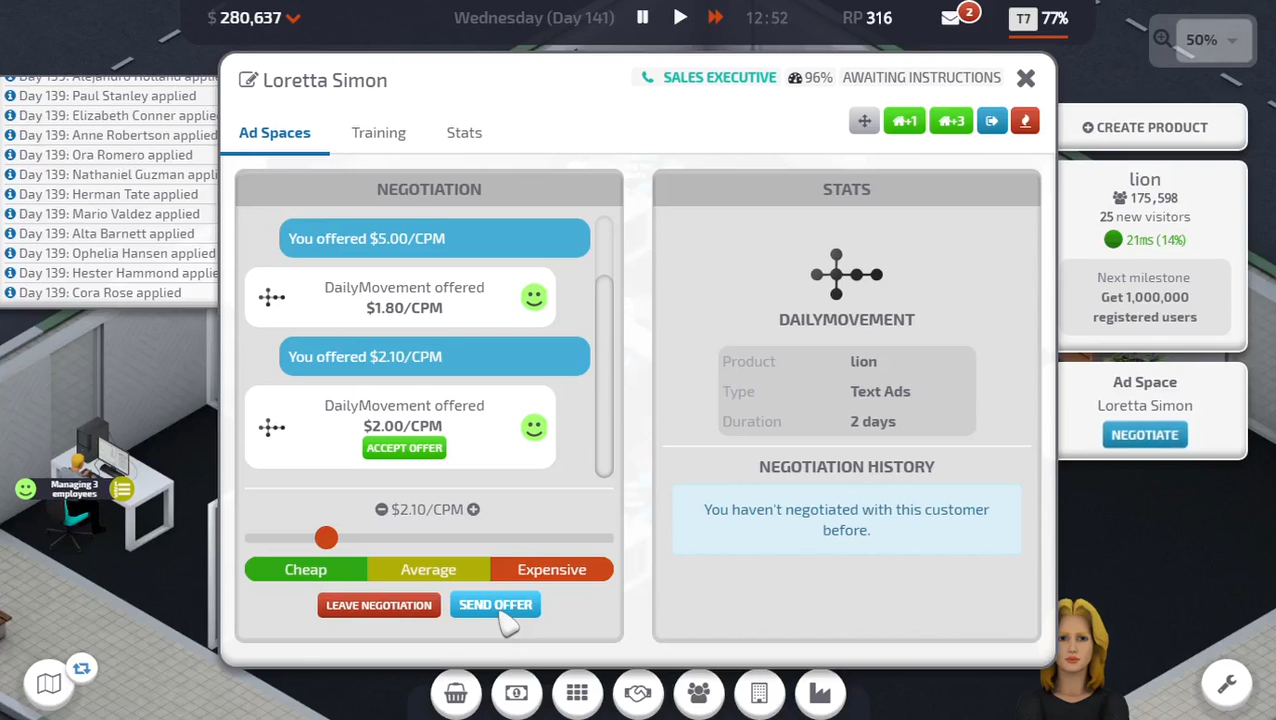 $ 280,637
Wednesday (Day 141)
12:52
RP 316
2
T7 77%
50%
Day 139: Alejandro Holland applied
Day 139: Paul Stanley applied
Day 139: Elizabeth Conner applied
Day 139: Anne Robertson applied
Day 139: Ora Romero applied
Day 139: Nathaniel Guzman appli
Day 139: Herman Tate applied
Day 139: Mario Valdez applied
Day 139: Alta Barnett applied
Day 139: Ophelia Hansen applied
Day 139: Hester Hammond applie
Day 139: Cora Rose applied
Managing 3
employees
Loretta Simon
SALES EXECUTIVE
96%
AWAITING INSTRUCTIONS
+1
+3
Ad Spaces
Training
Stats
NEGOTIATION
You offered $5.00/CPM
DailyMovement offered
$1.80/CPM
You offered $2.10/CPM
DailyMovement offered
$2.00/CPM
ACCEPT OFFER
$2.10/CPM
Cheap
Average
Expensive
LEAVE NEGOTIATION
SEND OFFER
STATS
DAILYMOVEMENT
Product lion
Type Text Ads
Duration 2 days
NEGOTIATION HISTORY
You haven't negotiated with this customer
before.
CREATE PRODUCT
lion
175,598
25 new visitors
21ms (14%)
Next milestone
Get 1,000,000
registered users
Ad Space
Loretta Simon
NEGOTIATE